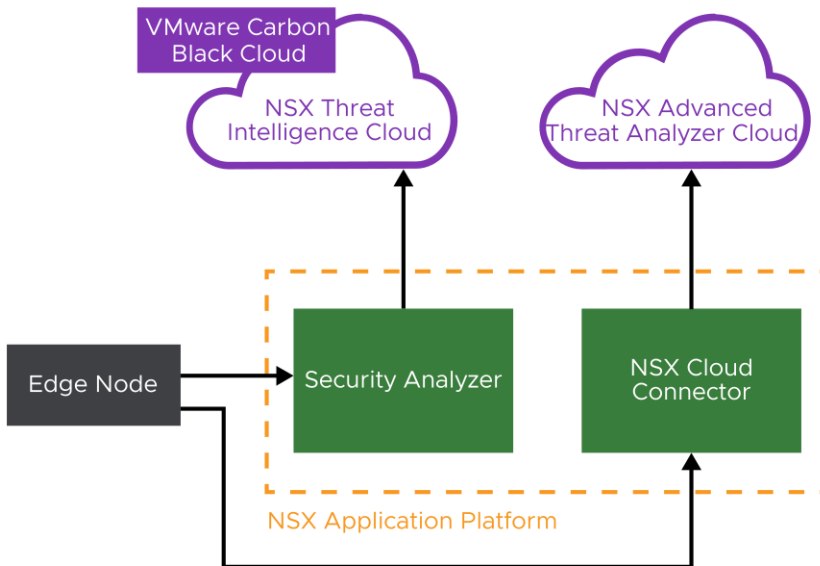 VMware Carbon
Black Cloud
NSX Threat
Intelligence Cloud
NSX Advanced
Threat Analyzer Cloud
Edge Node
Security Analyzer
NSX Cloud
Connector
NSX Application Platform